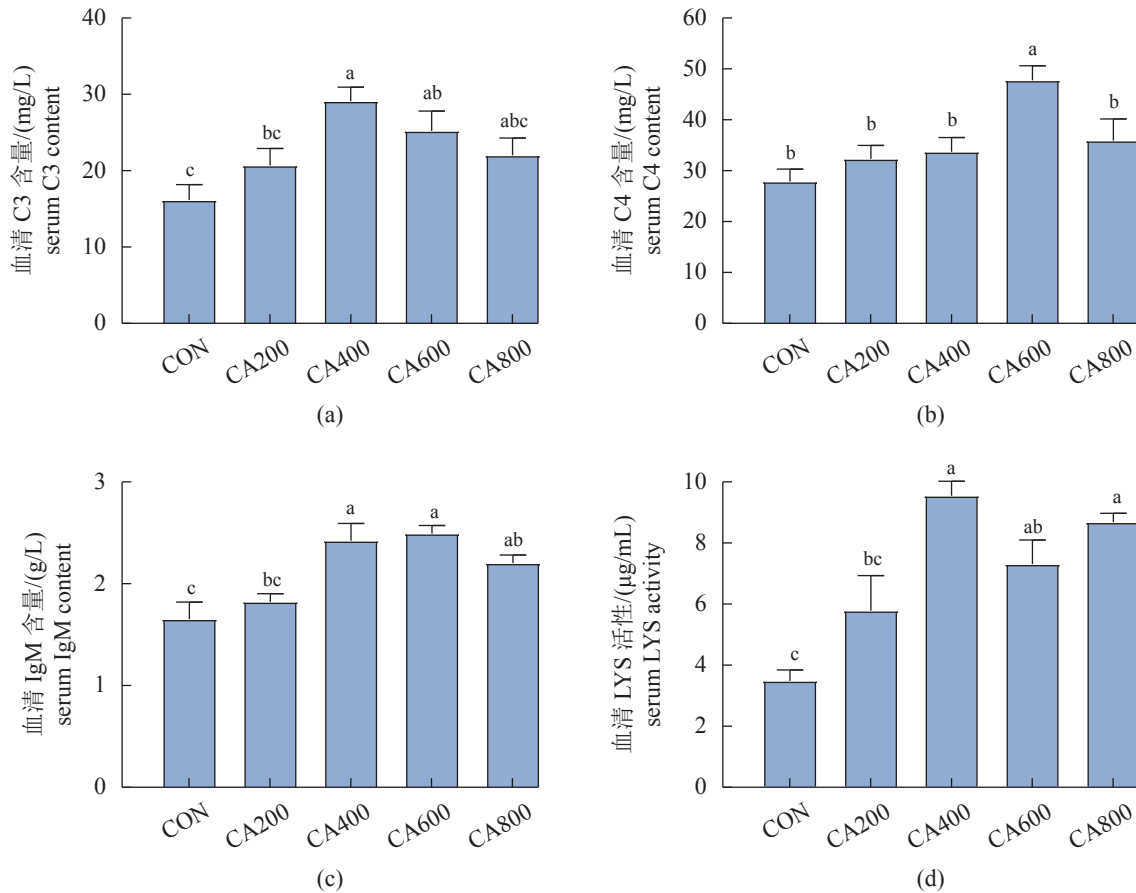 血清 C3 含量/(mg/L)
serum C3 content
40
30
20
10
0
c
bc
a
ab
abc
CON
CA200
CA400
CA600
CA800
(a)
血清 C4 含量/(mg/L)
serum C4 content
60
50
40
30
20
10
0
b
b
b
a
b
CON
CA200
CA400
CA600
CA800
(b)
血清 IgM 含量/(g/L)
serum IgM content
3
2
1
0
c
bc
a
a
ab
CON
CA200
CA400
CA600
CA800
(c)
血清 LYS 活性/(μg/mL)
serum LYS activity
10
8
6
4
2
0
c
bc
a
ab
a
CON
CA200
CA400
CA600
CA800
(d)